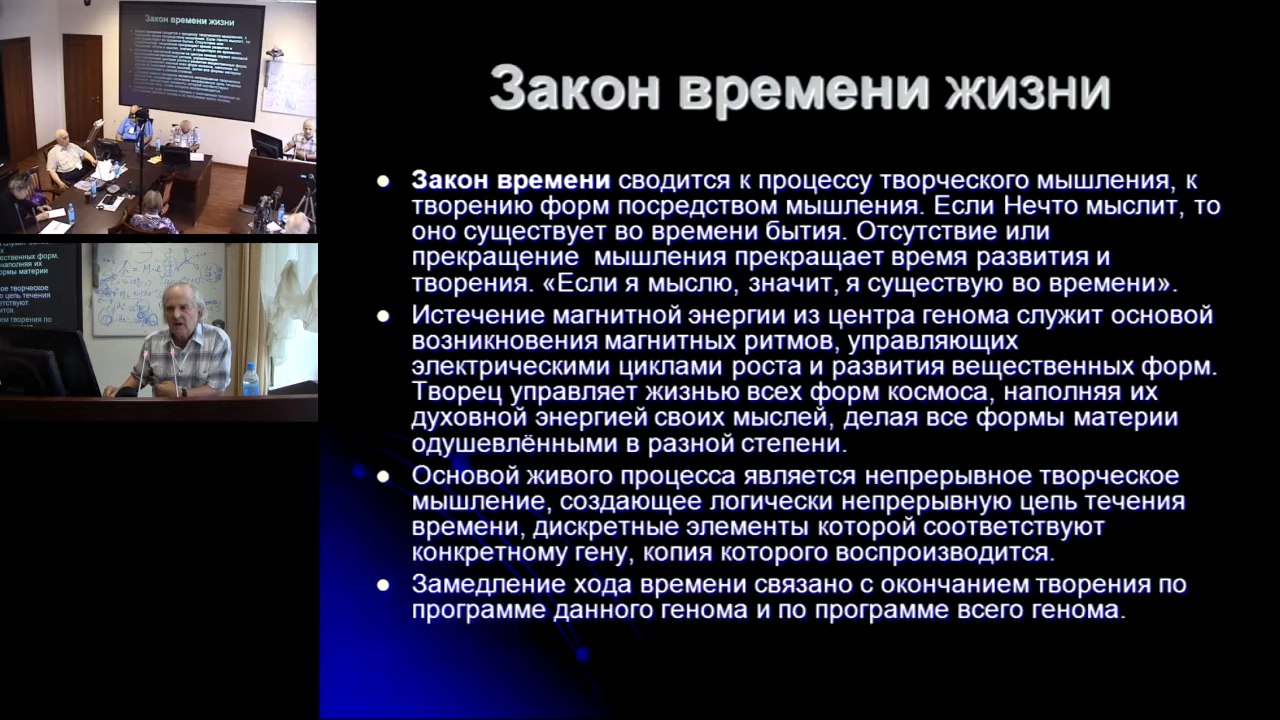 Закон времени жизни
Закон времени сводится к процессу творческого мышления, к
творению форм посредством мышления. Если Нечто мыслит, то
оно существует во времени бытия. Отсутствие или
прекращение мышления прекращает время развития и
творения. «Если я мыслю, значит, я существую во времени».
Истечение магнитной энергии из центра генома служит основой
возникновения магнитных ритмов, управляющих
электрическими циклами роста и развития вещественных форм.
Творец управляет жизнью всех форм космоса, наполняя их
духовной энергией своих мыслей, делая все формы материи
одушевлёнными в разной степени.
Основой живого процесса является непрерывное творческое
мышление, создающее логически непрерывную цепь течения
времени, дискретные элементы которой соответствуют
конкретному гену, копия которого воспроизводится.
Замедление хода времени связано с окончанием творения по
программе данного генома и по программе всего генома.
Закон времени жизни